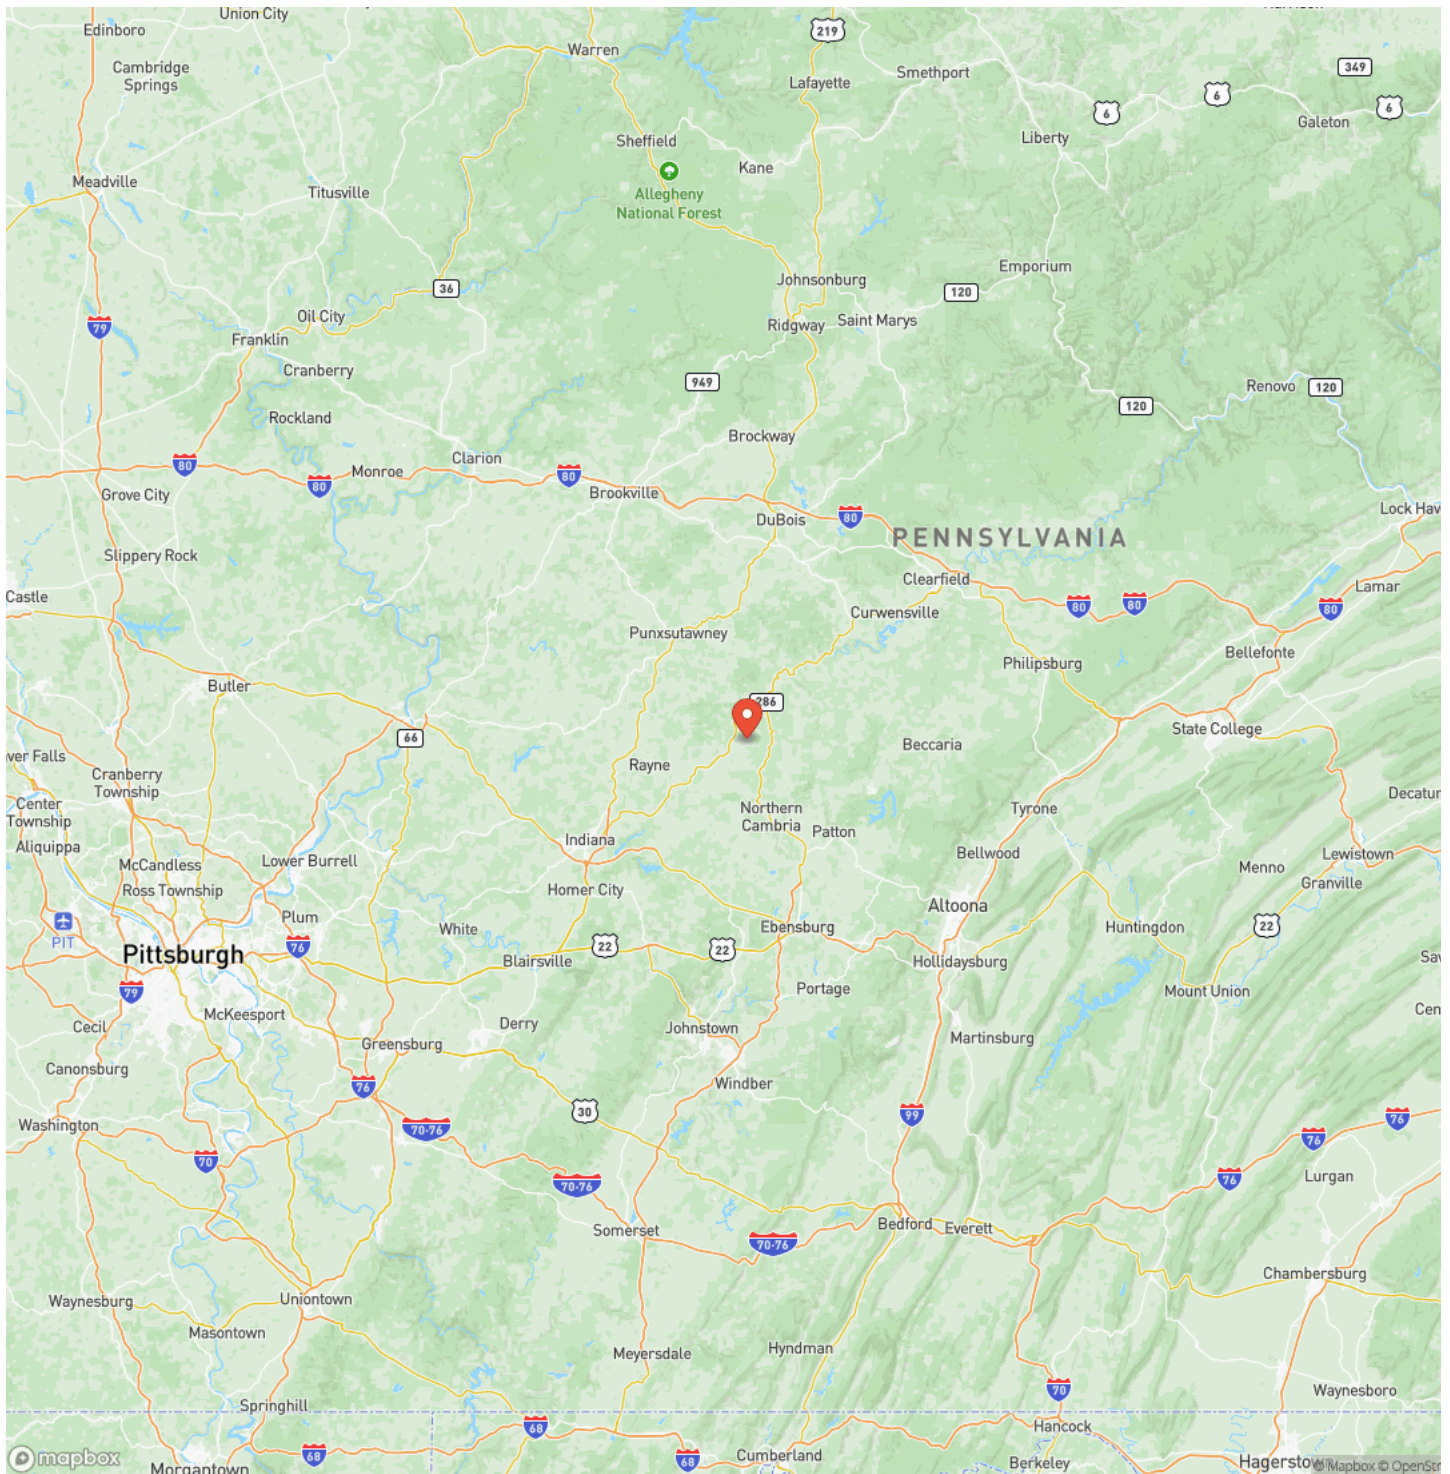 Union City
Edinboro
219
Warren
Smethport
349
Cambridge
Springs
Lafayette
6
6
6
Galeton
Liberty
Sheffield
Kane
Meadville
Titusville
Allegheny
National Forest
Emporium
Johnsonburg
36
120
Oil City
79
Ridgway
Saint Marys
Franklin
Cranberry
949
Renovo
120
120
Rockland
Brockway
Clarion
80
Monroe
80
80
Grove City
Brookville
DuBois
80
Lock Hav
PENNSYLVANIA
Slippery Rock
Clearfield
Lamar
Castle
80
80
80
Curwensville
Punxsutawney
Bellefonte
Philipsburg
Butler
286
66
State College
Beccaria
ver Falls
Rayne
Cranberry
Township
Center
Township
Decatur
Northern
Cambria
Tyrone
Aliquippa
Indiana
Patton
Bellwood
Lewistown
McCandless
Lower Burrell
Menno
Ross Township
Homer City
Granville
Altoona
Plum
PIT
White
Ebensburg
Huntingdon
22
Pittsburgh
76
22
22
Blairsville
Hollidaysburg
Sav
79
Portage
Mount Union
McKeesport
Cecil
Derry
Johnstown
Cen
Greensburg
Martinsburg
Canonsburg
76
Windber
Washington
30
99
76
70-76
76
70
70-76
Lurgan
76
Somerset
Bedford
Everett
70-76
Chambersburg
Waynesburg
Uniontown
Masontown
Meyersdale
Hyndman
70
Waynesboro
Springhill
68
Hancock
mapbox
68
68
Cumberland
Berkeley
Morgantown
Hagerstown
© Mapbox © OpenStr